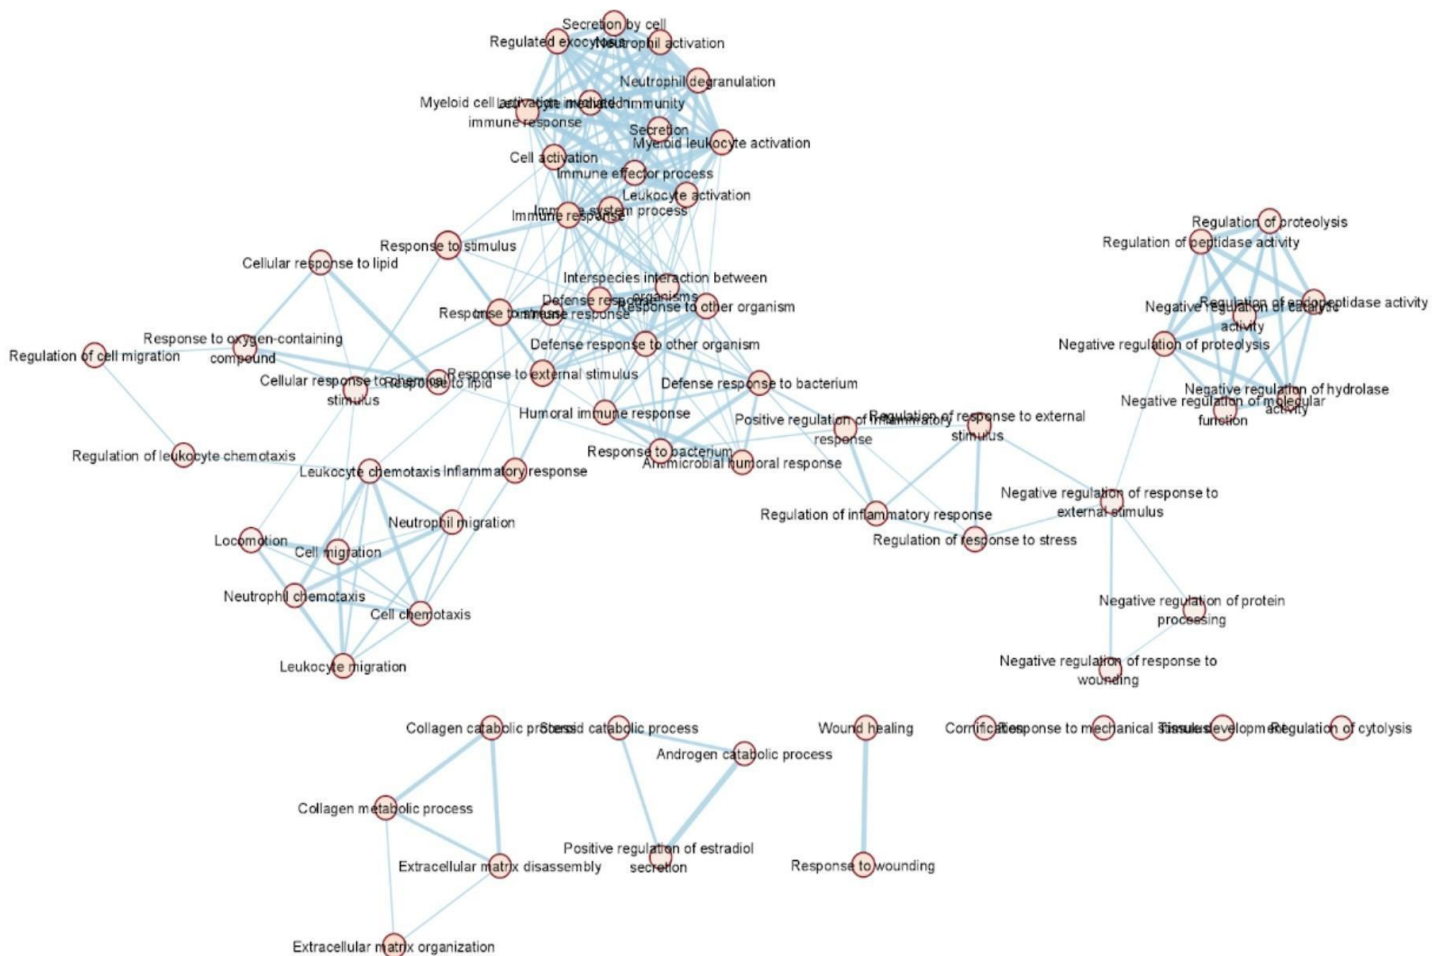 Secretion by cell
Regulated exocytosis
Neutrophil activation
Neutrophil degranulation
Myeloid cell activation involved in
immune response
Leukocyte mediated immunity
Secretion
Myeloid leukocyte activation
Cell activation
Immune effector process
Leukocyte activation
Immune response
Immune system process
Response to stimulus
Cellular response to lipid
Interspecies interaction between
organisms
Defense response
Response to other organism
Response to stress
immune response
Defense response to other organism
Response to oxygen-containing
compound
Regulation of cell migration
Cellular response to chemical
stimulus
Response to lipid
Response to external stimulus
Defense response to bacterium
Humoral immune response
Positive regulation of inflammatory
response
Regulation of response to external
stimulus
Response to bacterium
Antimicrobial humoral response
Regulation of leukocyte chemotaxis
Leukocyte chemotaxis
Inflammatory response
Regulation of proteolysis
Regulation of peptidase activity
Regulation of endopeptidase activity
Negative regulation of catalytic
activity
Negative regulation of proteolysis
Negative regulation of hydrolase
activity
Negative regulation of molecular
function
Negative regulation of response to
external stimulus
Regulation of inflammatory response
Regulation of response to stress
Neutrophil migration
Locomotion
Cell migration
Neutrophil chemotaxis
Cell chemotaxis
Leukocyte migration
Negative regulation of protein
processing
Negative regulation of response to
wounding
Collagen catabolic process
Steroid catabolic process
Androgen catabolic process
Wound healing
Cornification
Response to mechanical stimulus
Tissue development
Regulation of cytolysis
Collagen metabolic process
Extracellular matrix disassembly
Positive regulation of estradiol
secretion
Response to wounding
Extracellular matrix organization